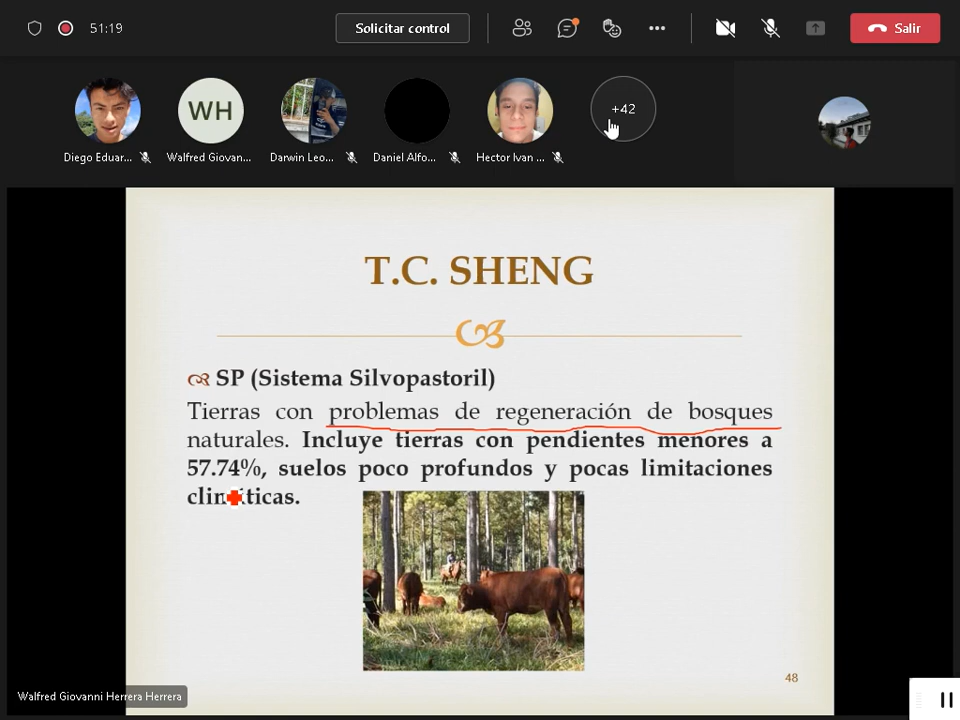 51:19
Solicitar control
Salir
WH
+42
Diego Eduar...
Walfred Giovan...
Darwin Leo...
Daniel Alfo...
Hector Ivan ...
T.C. SHENG
SP (Sistema Silvopastoril)
Tierras con problemas de regeneración de bosques
naturales. Incluye tierras con pendientes menores a
57.74%, suelos poco profundos y pocas limitaciones
climáticas.
48
Walfred Giovanni Herrera Herrera